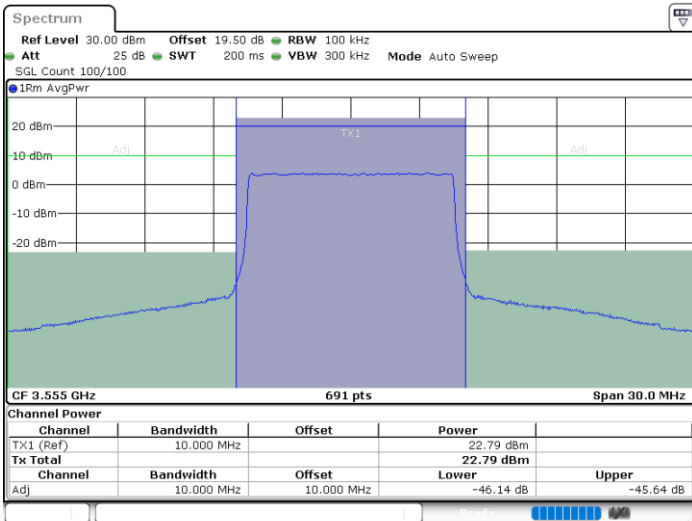 Spectrum
Ref Level 30.00 dBm Offset 19.50 dB RBW 100 kHz
Att 25 dB SWT 200 ms VBW 300 kHz Mode Auto Sweep
SGL Count 100/100
1Rm AvgPwr
20 dBm
TX1
10 dBm
Adj Adj
0 dBm
-10 dBm
-20 dBm
CF 3.555 GHz 691 pts Span 30.0 MHz
Channel Power
Channel Bandwidth Offset Power
TX1 (Ref) 10.000 MHz 22.79 dBm
Tx Total 22.79 dBm
Channel Bandwidth Offset Lower Upper
Adj 10.000 MHz 10.000 MHz -46.14 dB -45.64 dB
Ready